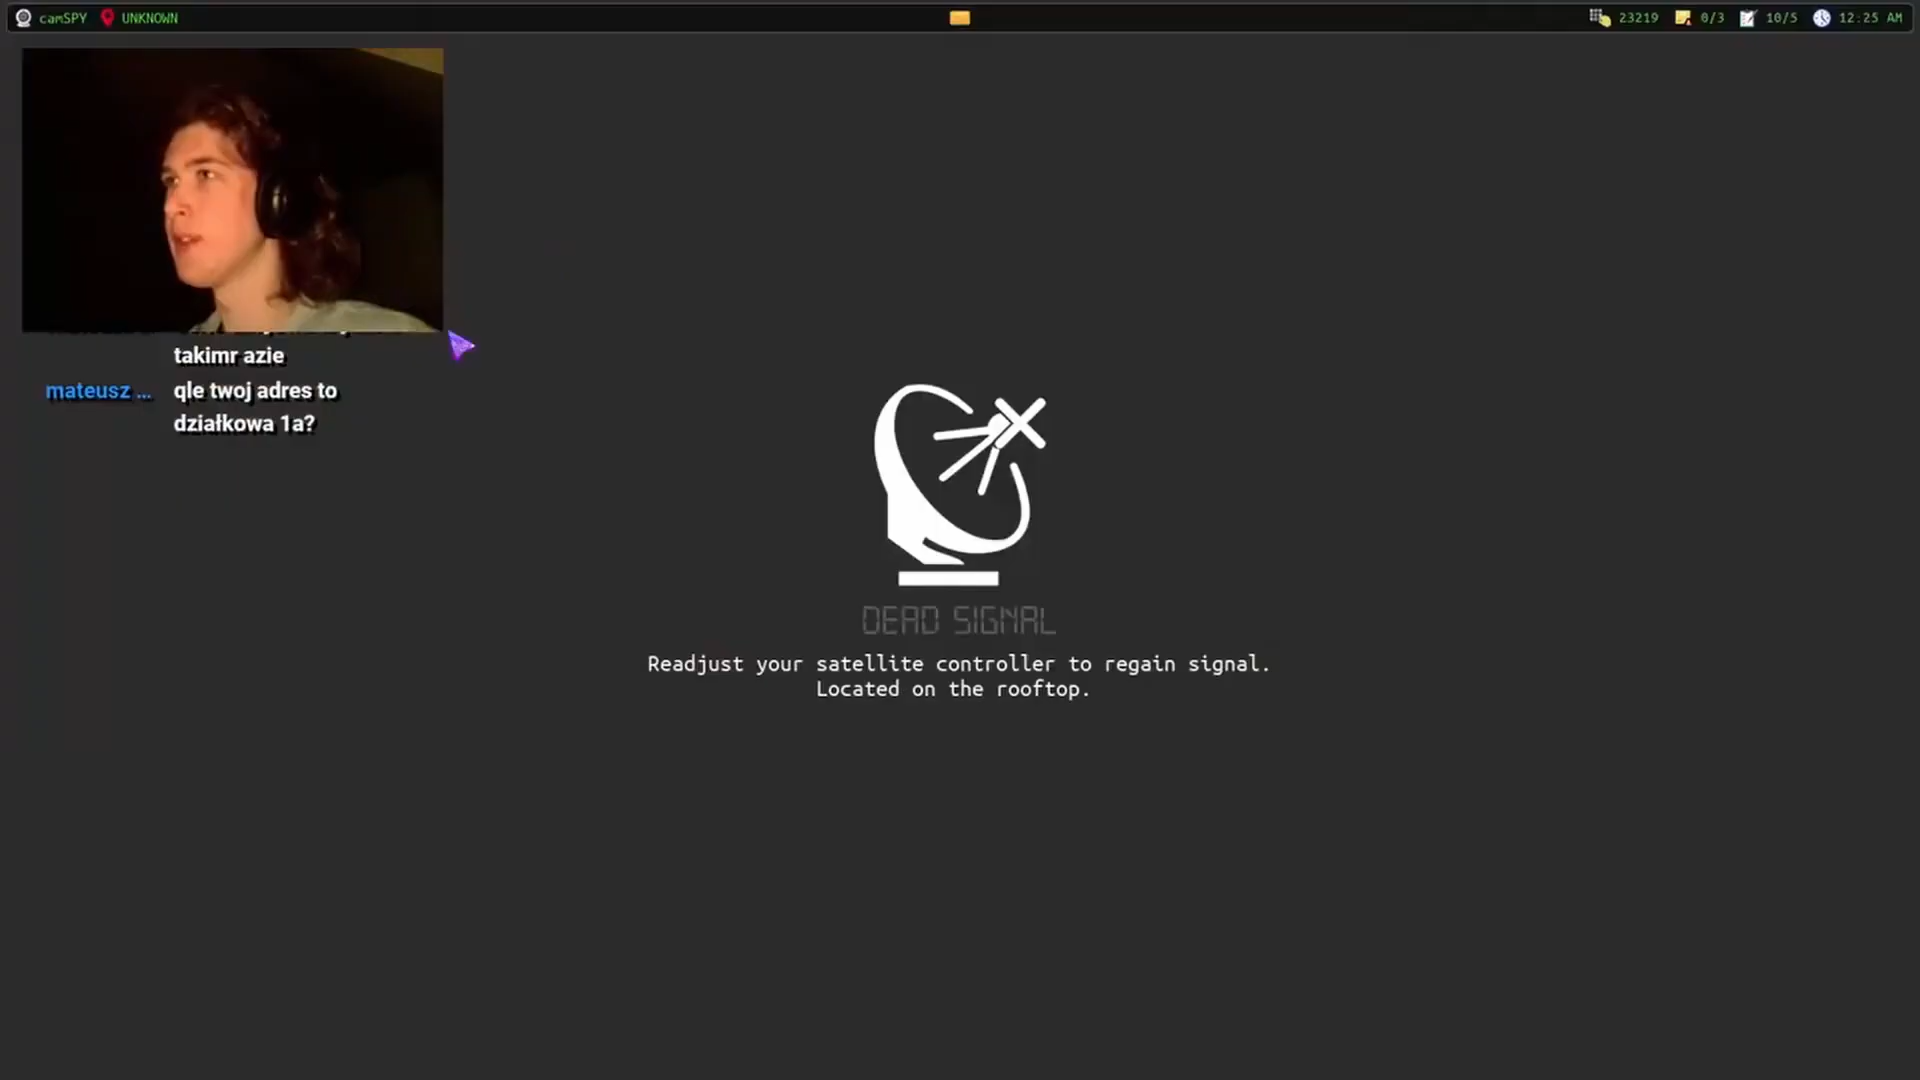 camSPY UNKNOWN 23219 0/3 10/5 12:25 AM
takimr azie
mateusz ... qle twoj adres to
działkowa 1a?
DEAD SIGNAL
Readjust your satellite controller to regain signal.
Located on the rooftop.